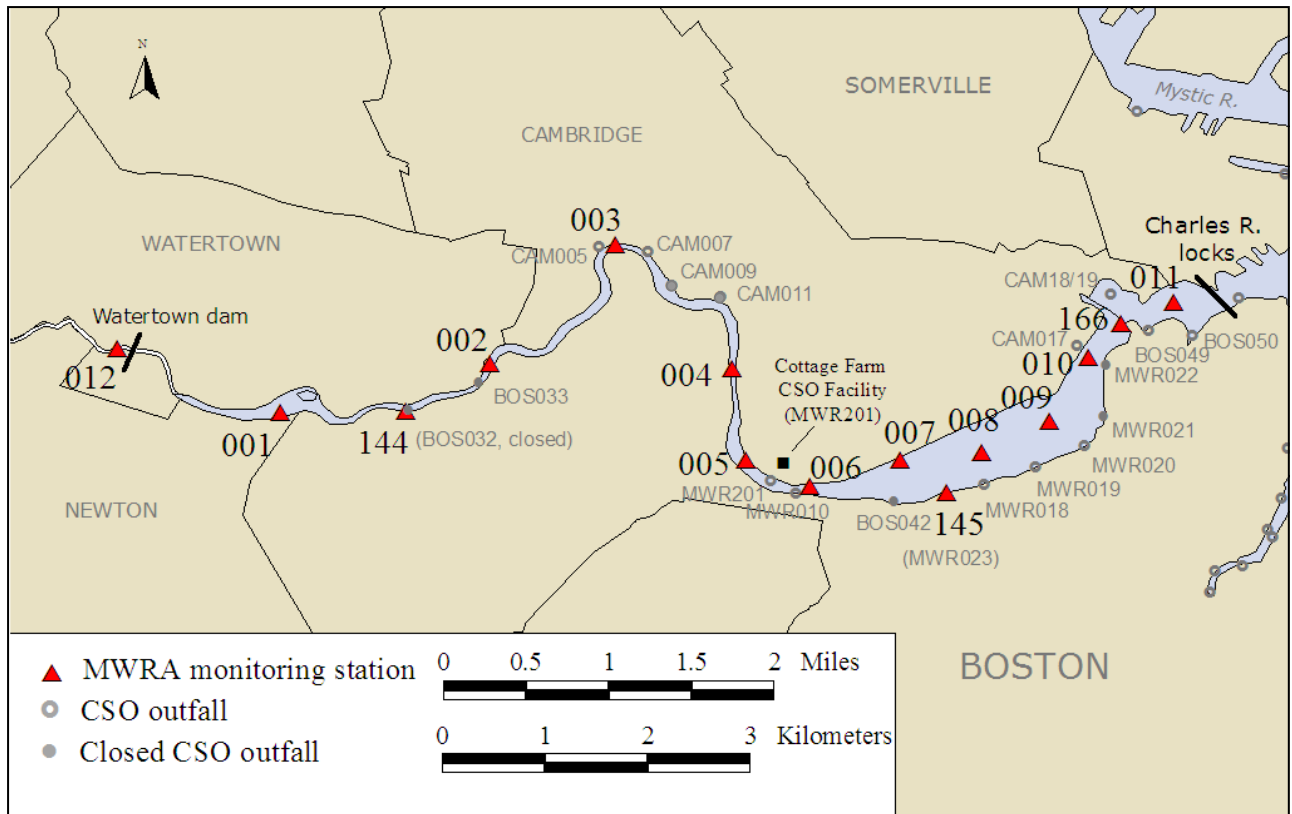 N
SOMERVILLE
Mystic R.
CAMBRIDGE
003
WATERTOWN
CAM005
CAM007
CAM009
CAM011
Charles R.
locks
CAM18/19
011
Watertown dam
012
002
BOS033
001
144
(BOS032, closed)
004
Cottage Farm
CSO Facility
(MWR201)
166
CAM017
010
BOS049
BOS050
MWR022
009
008
007
MWR021
005
006
MWR020
MWR201
MWR010
MWR019
MWR018
BOS042
145
(MWR023)
NEWTON
BOSTON
MWRA monitoring station
CSO outfall
Closed CSO outfall
0 0.5 1 1.5 2 Miles
0 1 2 3 Kilometers